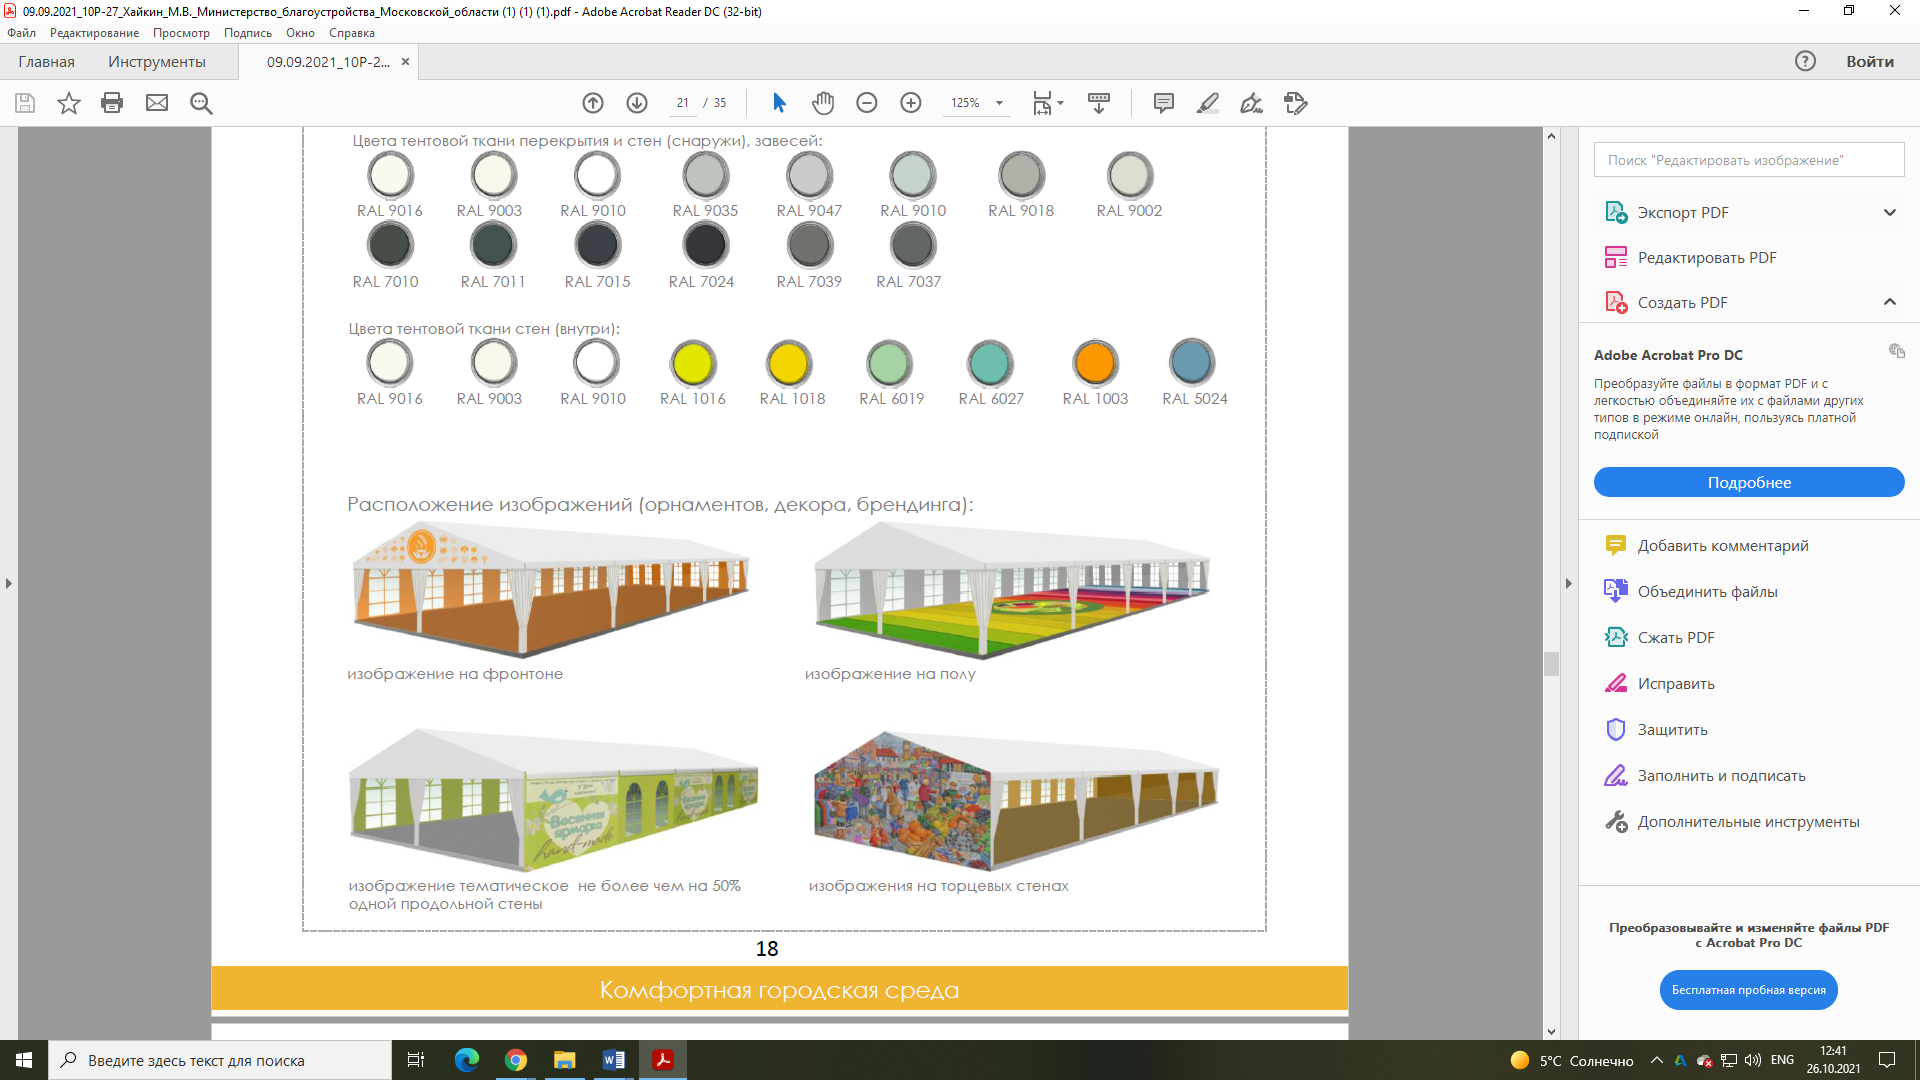 09.09.2021_10Р-27_Хайкин_М.В._Министерство_благоустройства_Московской_области (1) (1) (1).pdf - Adobe Acrobat Reader DC (32-bit)
Файл Редактирование Просмотр Подпись Окно Справка
Главная Инструменты 09.09.2021_10Р-2... × Войти
21 / 35 125%
Цвета тентовой ткани перекрытия и стен (снаружи), завесей:
RAL 9016 RAL 9003 RAL 9010 RAL 9035 RAL 9047 RAL 9010 RAL 9018 RAL 9002
RAL 7010 RAL 7011 RAL 7015 RAL 7024 RAL 7039 RAL 7037
Цвета тентовой ткани стен (внутри):
RAL 9016 RAL 9003 RAL 9010 RAL 1016 RAL 1018 RAL 6019 RAL 6027 RAL 1003 RAL 5024
Расположение изображений (орнаментов, декора, брендинга):
изображение на фронтоне
изображение на полу
Весенняя
ярмарка
hand-made
изображение тематическое не более чем на 50%
одной продольной стены
изображения на торцевых стенах
18
Комфортная городская среда
Поиск "Редактировать изображение"
Экспорт PDF
Редактировать PDF
Создать PDF
Adobe Acrobat Pro DC
Преобразуйте файлы в формат PDF и с
легкостью объединяйте их с файлами других
типов в режиме онлайн, пользуясь платной
подпиской
Подробнее
Добавить комментарий
Объединить файлы
Сжать PDF
Исправить
Защитить
Заполнить и подписать
Дополнительные инструменты
Преобразовывайте и изменяйте файлы PDF
с Acrobat Pro DC
Бесплатная пробная версия
Введите здесь текст для поиска
5°C Солнечно
ENG
12:41
26.10.2021